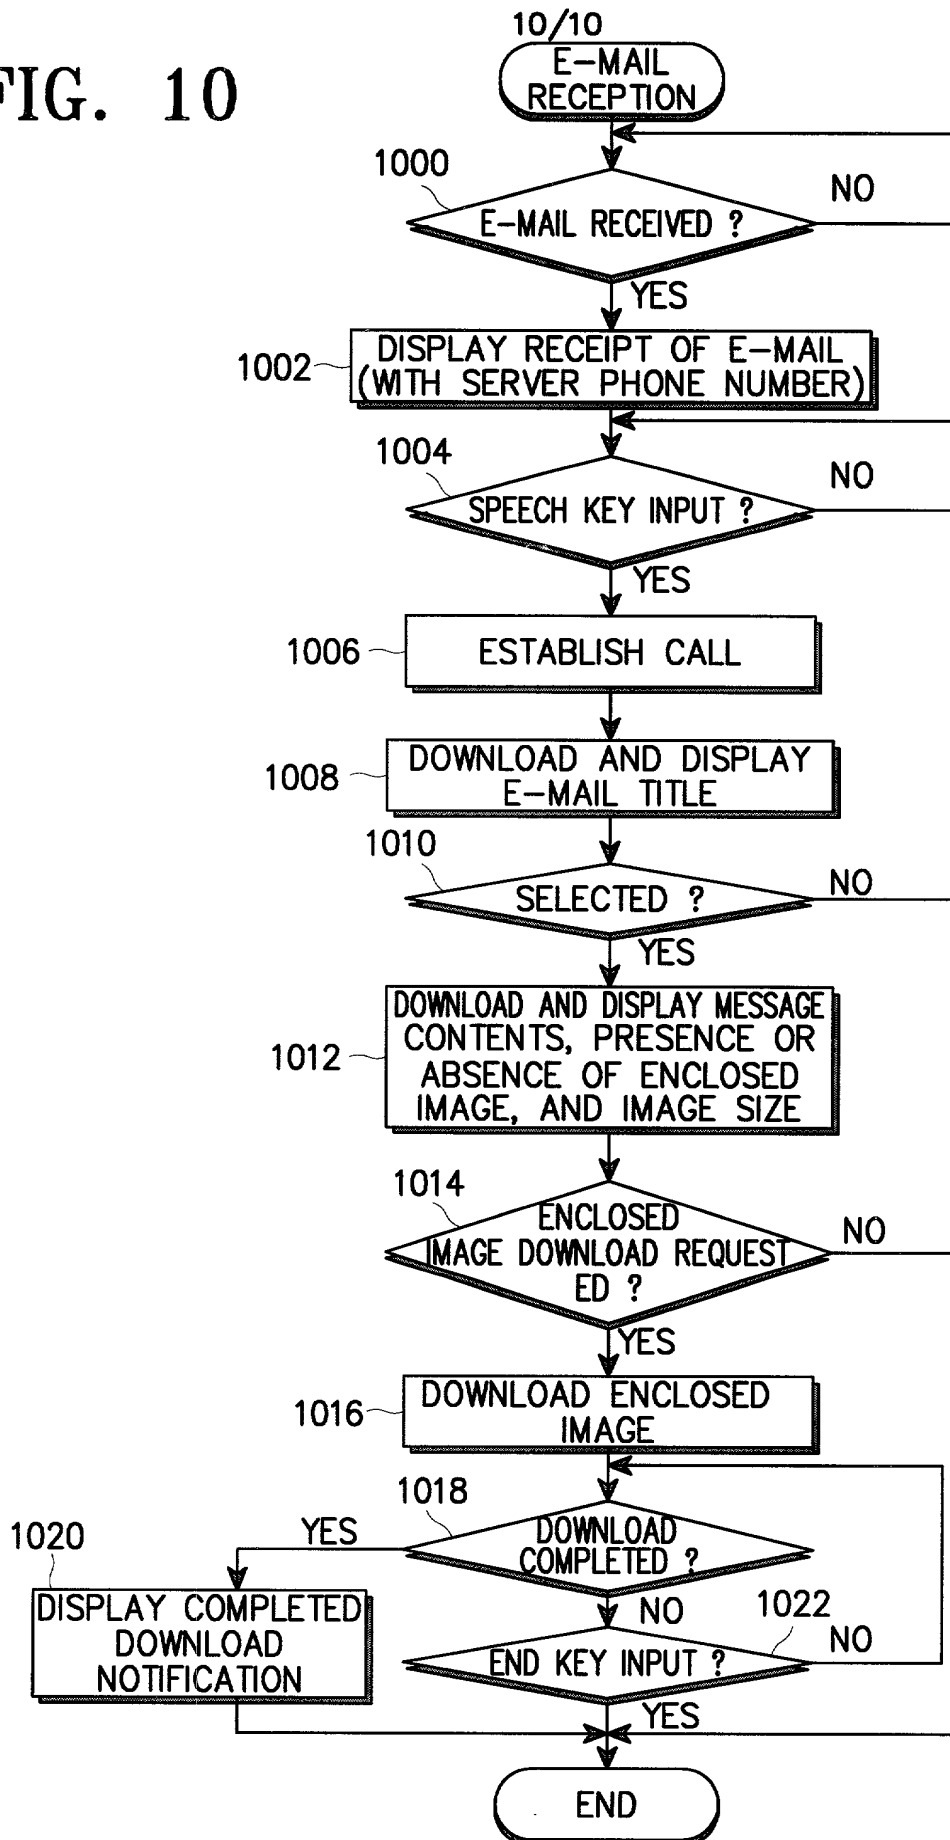 10/10
FIG. 10
E-MAIL
RECEPTION
1000
E-MAIL RECEIVED ?
NO
YES
1002
DISPLAY RECEIPT OF E-MAIL
(WITH SERVER PHONE NUMBER)
1004
SPEECH KEY INPUT ?
NO
YES
1006
ESTABLISH CALL
1008
DOWNLOAD AND DISPLAY
E-MAIL TITLE
1010
SELECTED ?
NO
YES
1012
DOWNLOAD AND DISPLAY MESSAGE
CONTENTS, PRESENCE OR
ABSENCE OF ENCLOSED
IMAGE, AND IMAGE SIZE
1014
ENCLOSED
IMAGE DOWNLOAD REQUEST
ED ?
NO
YES
1016
DOWNLOAD ENCLOSED
IMAGE
1018
DOWNLOAD
COMPLETED ?
YES
NO
1020
DISPLAY COMPLETED
DOWNLOAD
NOTIFICATION
1022
END KEY INPUT ?
NO
YES
END